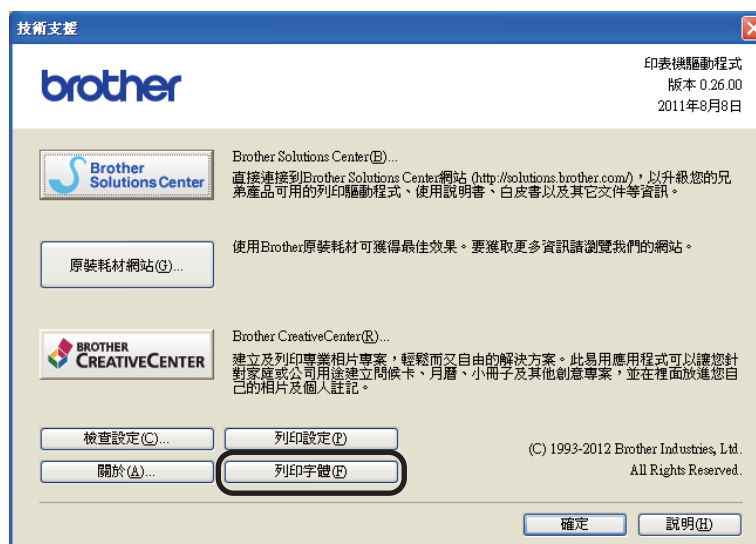 技術支援
brother
印表機驅動程式
版本 0.26.00
2011年8月8日
Brother
Solutions Center
Brother Solutions Center(B)...
直接連接到Brother Solutions Center網站 (http://solutions.brother.com/)，以升級您的兄
弟產品可用的列印驅動程式、使用說明書、白皮書以及其它文件等資訊。
原裝耗材網站(G)...
使用Brother原裝耗材可獲得最佳效果。要獲取更多資訊請瀏覽我們的網站。
BROTHER
CREATIVECENTER
Brother CreativeCenter(R)...
建立及列印專業相片專案，輕鬆而又自由的解決方案。此易用應用程式可以讓您針
對家庭或公司用途建立問候卡、月曆、小冊子及其他創意專案，並在裡面放進您自
己的相片及個人註記。
檢查設定(C)...
列印設定(P)
關於(A)...
列印字體(F)
(C) 1993-2012 Brother Industries, Ltd.
All Rights Reserved.
確定
說明(H)